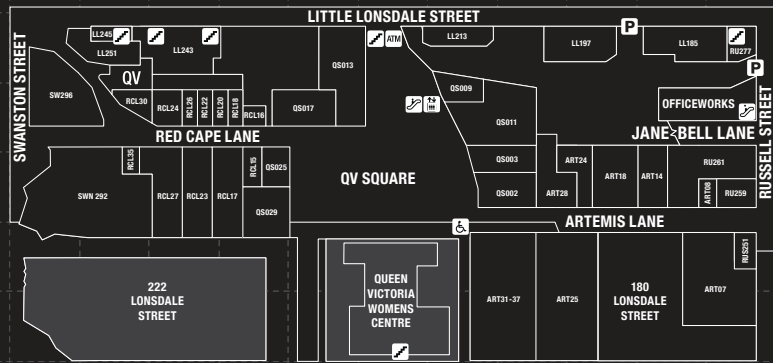 LITTLE LONSDALE STREET
SWANSTON STREET
RUSSELL STREET
LL245
LL251
LL243
QS013
ATM
LL213
LL197
P
LL185
RU277
P
SW296
QV
RCL30
RCL24
RCL26
RCL22
RCL20
RCL18
RCL16
QS017
QS009
QS011
OFFICEWORKS
RED CAPE LANE
JANE BELL LANE
SWN 292
RCL35
RCL27
RCL23
RCL17
RCL15
QS025
QS029
QV SQUARE
QS003
QS002
ART28
ART24
ART18
ART14
RU261
ART08
RU259
ARTEMIS LANE
222
LONSDALE
STREET
QUEEN
VICTORIA
WOMENS
CENTRE
ART31-37
ART25
180
LONSDALE
STREET
ART07
RUS251